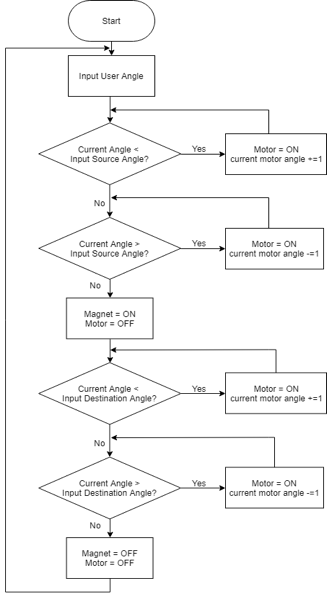 Start
Input User Angle
Current Angle <
Input Source Angle?
Yes
Motor = ON
current motor angle +=1
No
Current Angle >
Input Source Angle?
Yes
Motor = ON
current motor angle -=1
No
Magnet = ON
Motor = OFF
Current Angle <
Input Destination Angle?
Yes
Motor = ON
current motor angle +=1
No
Current Angle >
Input Destination Angle?
Yes
Motor = ON
current motor angle -=1
No
Magnet = OFF
Motor = OFF